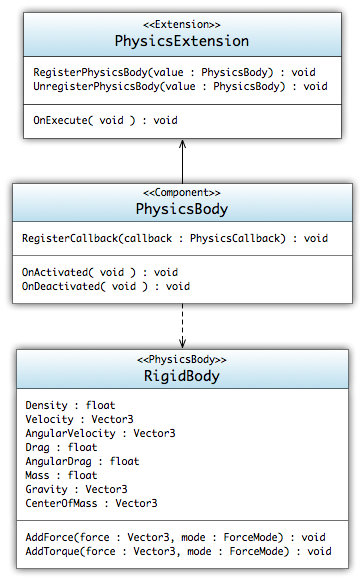 <<Extension>>
PhysicsExtension
RegisterPhysicsBody(value : PhysicsBody) : void
UnregisterPhysicsBody(value : PhysicsBody) : void
OnExecute( void ) : void
<<Component>>
PhysicsBody
RegisterCallback(callback : PhysicsCallback) : void
OnActivated( void ) : void
OnDeactivated( void ) : void
<<PhysicsBody>>
RigidBody
Density : float
Velocity : Vector3
AngularVelocity : Vector3
Drag : float
AngularDrag : float
Mass : float
Gravity : Vector3
CenterOfMass : Vector3
AddForce(force : Vector3, mode : ForceMode) : void
AddTorque(force : Vector3, mode : ForceMode) : void